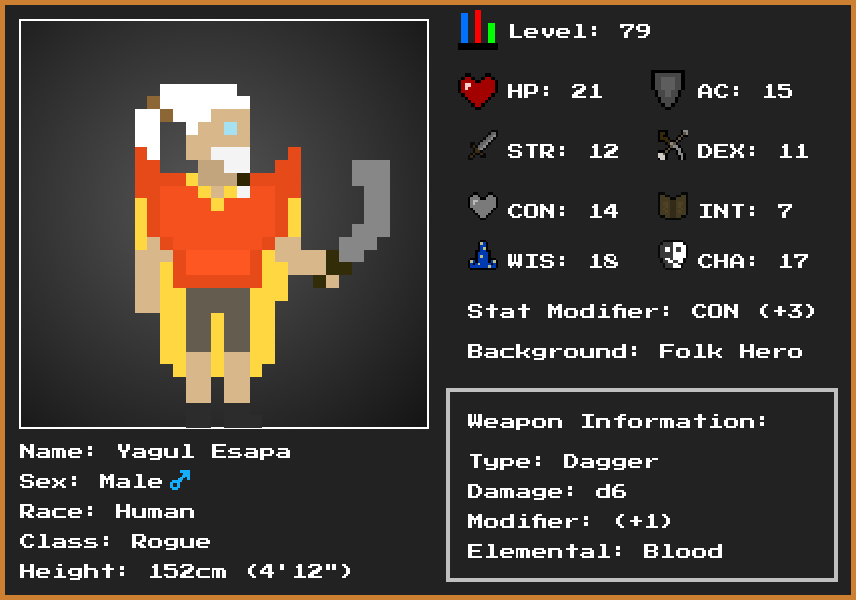 Level: 79
HP: 21 AC: 15
STR: 12 DEX: 11
CON: 14 INT: 7
WIS: 18 CHA: 17
Stat Modifier: CON (+3)
Background: Folk Hero
Weapon Information:
Type: Dagger
Damage: d6
Modifier: (+1)
Elemental: Blood
Name: Yagul Esapa
Sex: Male ♂
Race: Human
Class: Rogue
Height: 152cm (4'12")